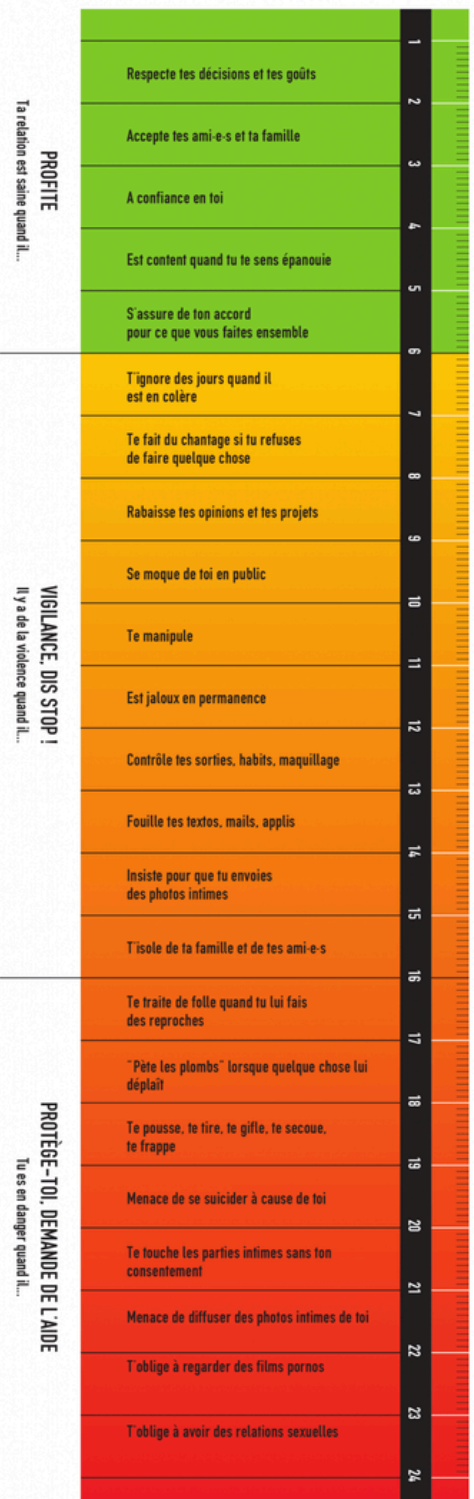 PROFITE
Ta relation est saine quand il...
1
Respecte tes décisions et tes goûts
2
Accepte tes ami·e·s et ta famille
3
A confiance en toi
4
Est content quand tu te sens épanouie
5
S'assure de ton accord
pour ce que vous faites ensemble
6
VIGILANCE, DIS STOP !
Il y a de la violence quand il...
T'ignore des jours quand il
est en colère
7
Te fait du chantage si tu refuses
de faire quelque chose
8
Rabaisse tes opinions et tes projets
9
Se moque de toi en public
10
Te manipule
11
Est jaloux en permanence
12
Contrôle tes sorties, habits, maquillage
13
Fouille tes textos, mails, applis
14
Insiste pour que tu envoies
des photos intimes
15
T'isole de ta famille et de tes ami·e·s
16
PROTÈGE-TOI, DEMANDE DE L'AIDE
Tu es en danger quand il...
Te traite de folle quand tu lui fais
des reproches
17
"Pète les plombs" lorsque quelque chose lui
déplaît
18
Te pousse, te tire, te gifle, te secoue,
te frappe
19
Menace de se suicider à cause de toi
20
Te touche les parties intimes sans ton
consentement
21
Menace de diffuser des photos intimes de toi
22
T'oblige à regarder des films pornos
23
T'oblige à avoir des relations sexuelles
24